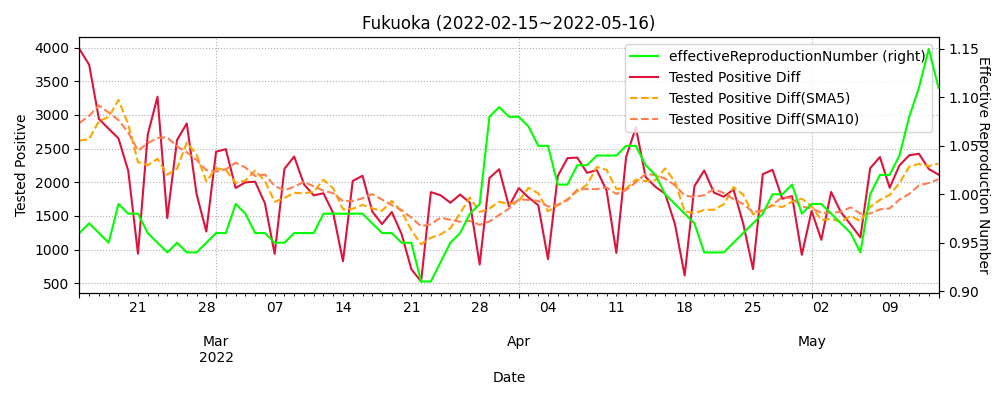 Fukuoka (2022-02-15~2022-05-16)
effectiveReproductionNumber (right)
Tested Positive Diff
Tested Positive Diff(SMA5)
Tested Positive Diff(SMA10)
Tested Positive
4000
3500
3000
2500
2000
1500
1000
500
1.15
1.10
1.05
1.00
0.95
0.90
Effective Reproduction Number
21 28 07 14 21 28 04 11 18 25 02 09
Mar Apr May
2022
Date